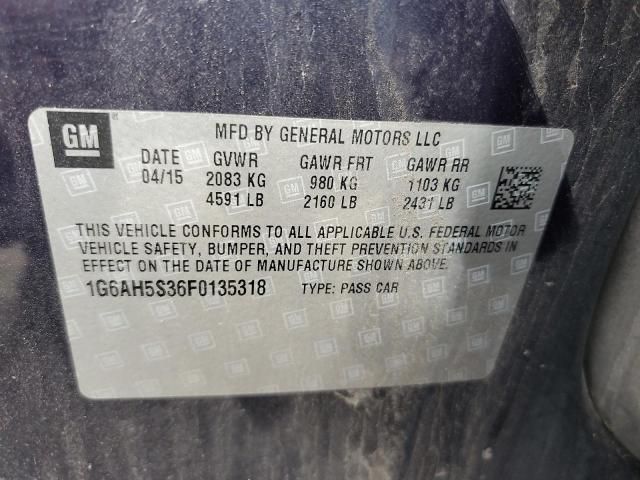 GM
MFD BY GENERAL MOTORS LLC
DATE GVWR GAWR FRT GAWR RR
04/15 2083 KG 980 KG 1103 KG
4591 LB 2160 LB 2431 LB
THIS VEHICLE CONFORMS TO ALL APPLICABLE U.S. FEDERAL MOTOR
VEHICLE SAFETY, BUMPER, AND THEFT PREVENTION STANDARDS IN
EFFECT ON THE DATE OF MANUFACTURE SHOWN ABOVE.
1G6AH5S36F0135318 TYPE: PASS CAR